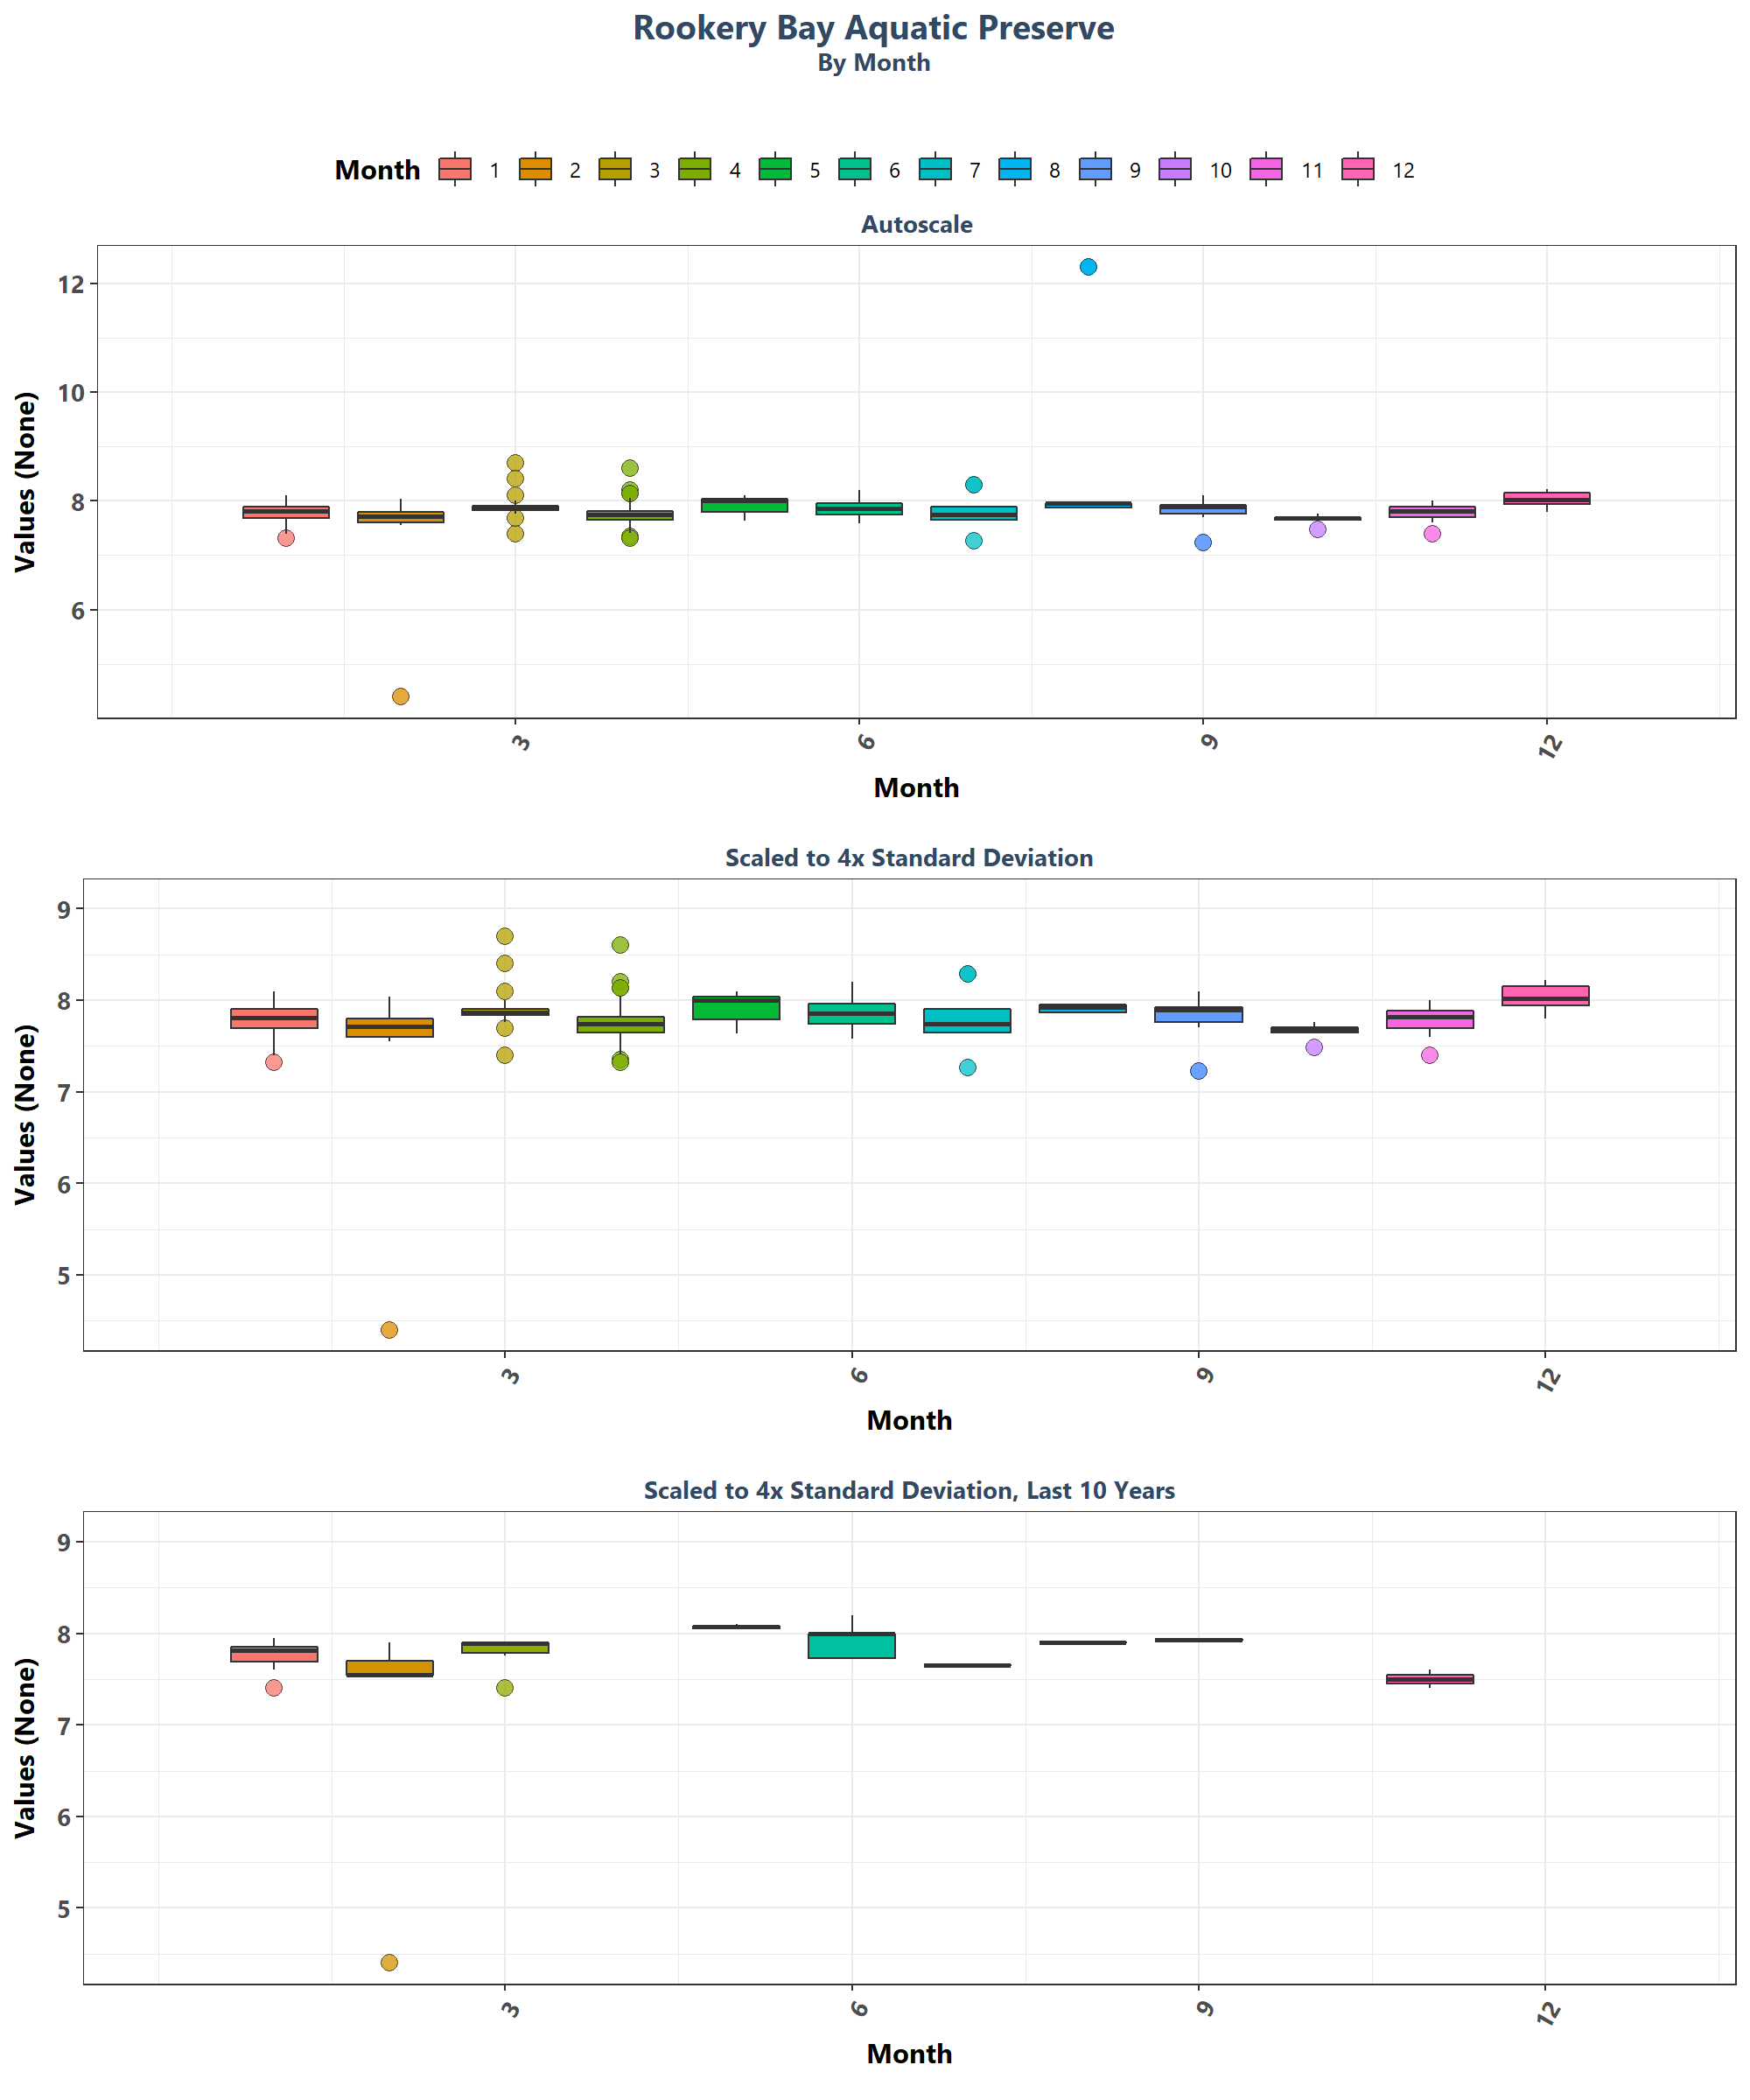 Rookery Bay Aquatic Preserve
By Month
Month 1 2 3 4 5 6 7 8 9 10 11 12
Autoscale
Values (None)
12
10
8
6
3 6 9 12
Month
Scaled to 4x Standard Deviation
Values (None)
9
8
7
6
5
3 6 9 12
Month
Scaled to 4x Standard Deviation, Last 10 Years
Values (None)
9
8
7
6
5
3 6 9 12
Month